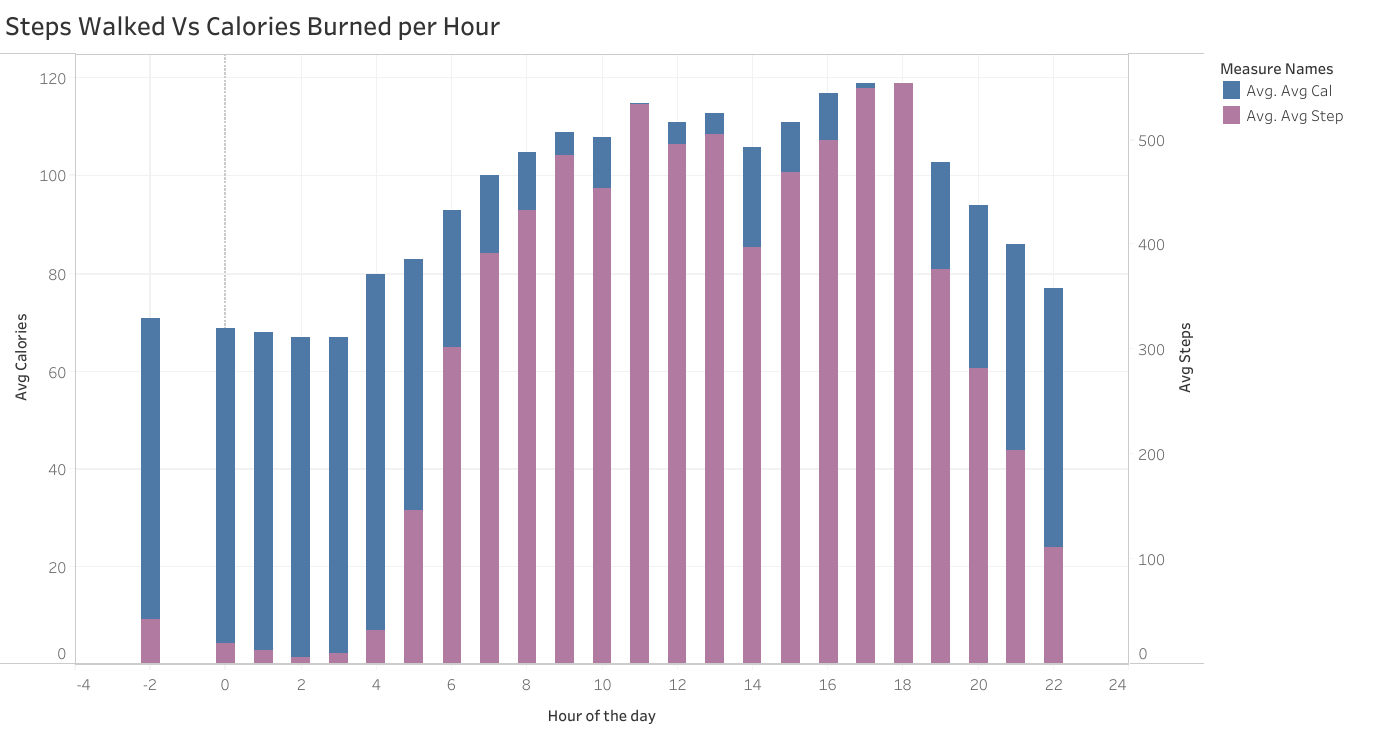 Steps Walked Vs Calories Burned per Hour
Measure Names
Avg. Avg Cal
Avg. Avg Step
Avg Calories
120
100
80
60
40
20
0
Avg Steps
500
400
300
200
100
0
-4 -2 0 2 4 6 8 10 12 14 16 18 20 22 24
Hour of the day